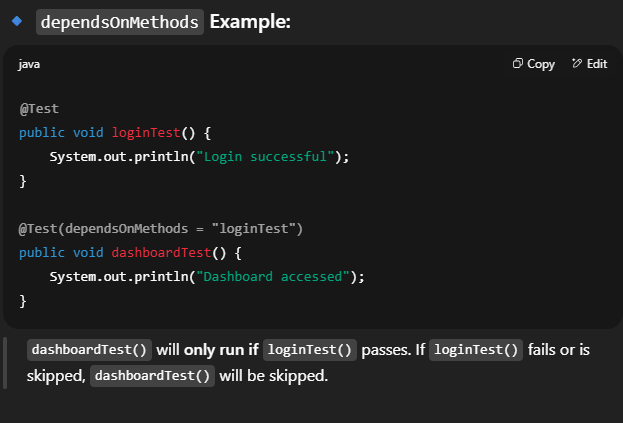 dependsOnMethods Example:
java
Copy
Edit
@Test
public void loginTest() {
    System.out.println("Login successful");
}
@Test(dependsOnMethods = "loginTest")
public void dashboardTest() {
    System.out.println("Dashboard accessed");
}
dashboardTest() will only run if loginTest() passes. If loginTest() fails or is
skipped, dashboardTest() will be skipped.